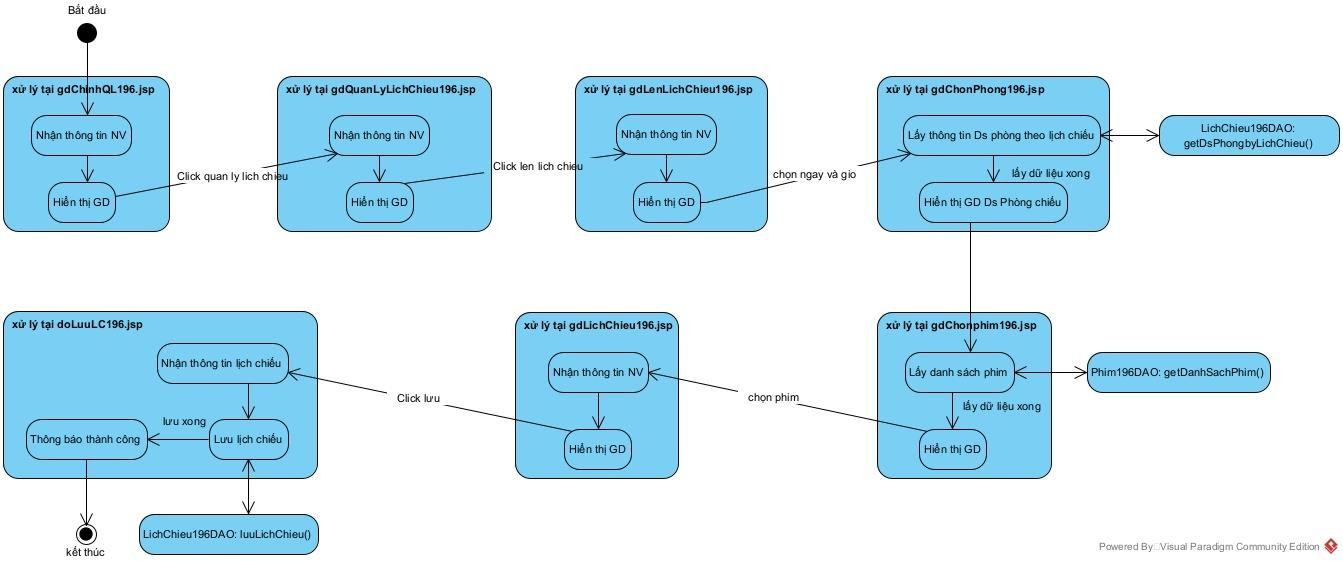 Bắt đầu
xử lý tại gdChinhQL196.jsp
Nhận thông tin NV
Hiển thị GD
Click quan ly lich chieu
xử lý tại gdQuanLyLichChieu196.jsp
Nhận thông tin NV
Hiển thị GD
Click len lich chieu
xử lý tại gdLenLichChieu196.jsp
Nhận thông tin NV
Hiển thị GD
chọn ngay và gio
xử lý tại gdChonPhong196.jsp
Lấy thông tin Ds phòng theo lịch chiếu
lấy dữ liệu xong
Hiển thị GD Ds Phòng chiếu
LichChieu196DAO:
getDsPhongbyLichChieu()
xử lý tại gdChonphim196.jsp
Lấy danh sách phim
lấy dữ liệu xong
Hiển thị GD
Phim196DAO: getDanhSachPhim()
chọn phim
xử lý tại gdLichChieu196.jsp
Nhận thông tin NV
Hiển thị GD
Click lưu
xử lý tại doLuuLC196.jsp
Nhận thông tin lịch chiếu
lưu xong
Lưu lịch chiếu
Thông báo thành công
LichChieu196DAO: luuLichChieu()
kết thúc
Powered By Visual Paradigm Community Edition